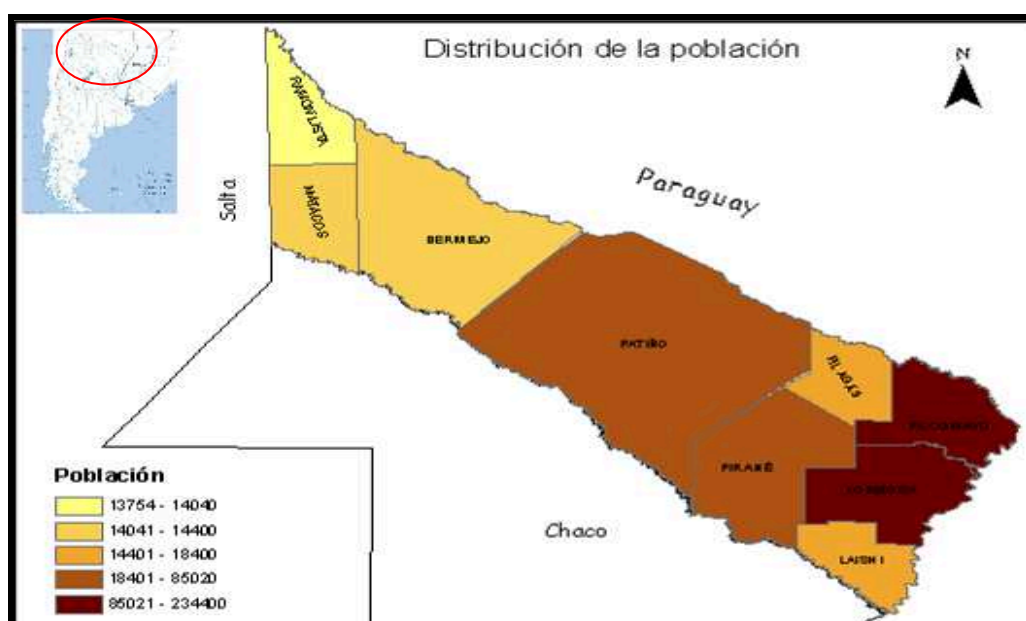 Distribución de la población
N
RAMON LISTA
Salta
MATACOS
BERMEJO
Paraguay
PATIÑO
PILAGÁS
PIRANÉ
Chaco
LAISHI
Población
13754 - 14040
14041 - 14400
14401 - 18400
18401 - 85020
85021 - 234400